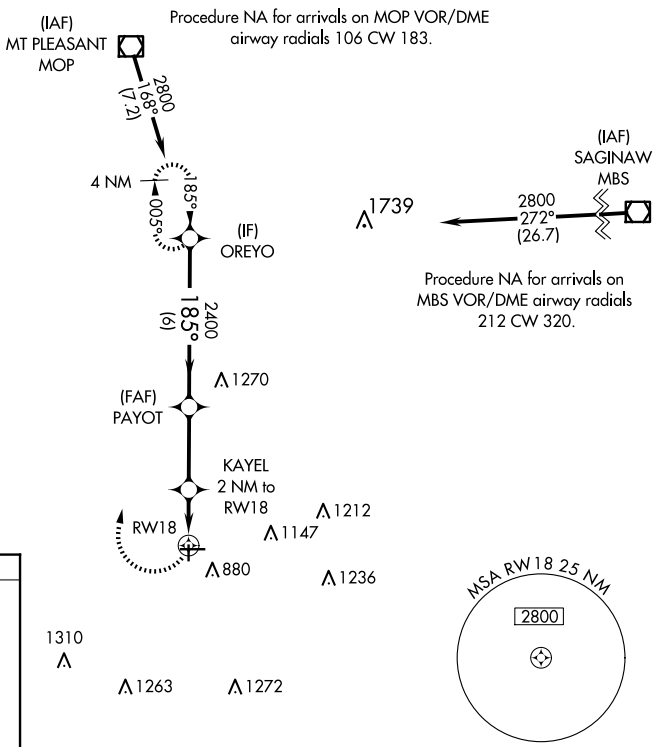 (IAF)
MT PLEASANT
MOP
Procedure NA for arrivals on MOP VOR/DME
airway radials 106 CW 183.
2800
168°
(7.2)
4 NM
185°
005°
(IF)
OREYO
1739
(IAF)
SAGINAW
MBS
2800
272°
(26.7)
Procedure NA for arrivals on
MBS VOR/DME airway radials
212 CW 320.
2400
185°
(6)
1270
(FAF)
PAYOT
KAYEL
2 NM to
RW18
RW18
1212
1147
880
1236
1310
1263
1272
MSA RW18 25 NM
2800